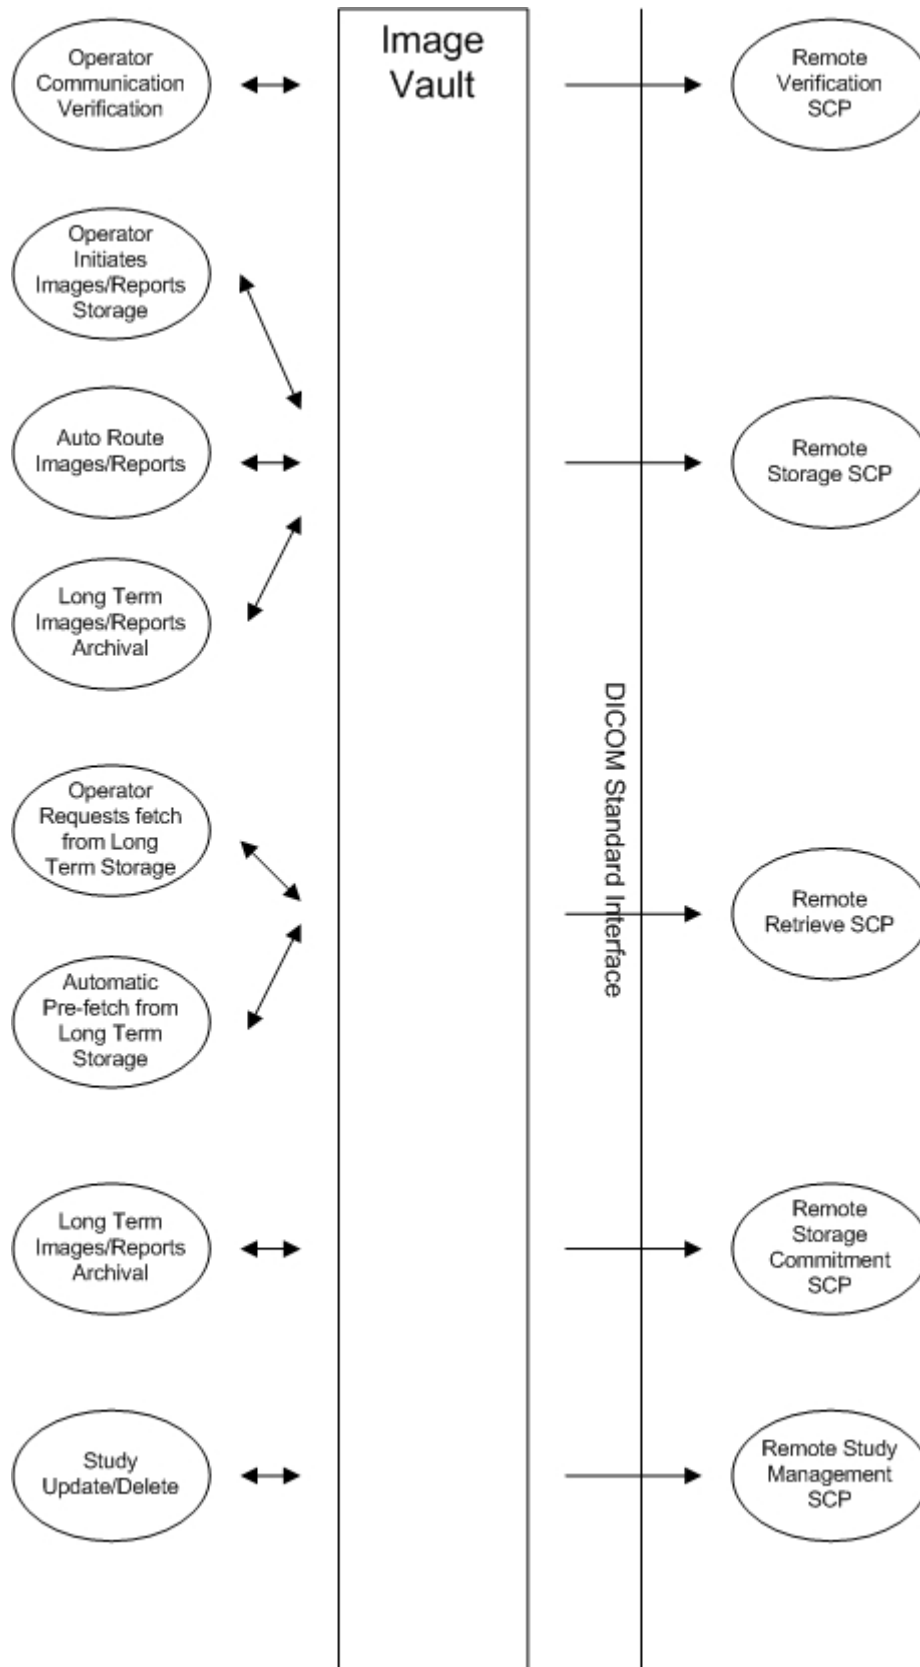 Operator
Communication
Verification
Image
Vault
Remote
Verification
SCP
Operator
Initiates
Images/Reports
Storage
Auto Route
Images/Reports
Remote
Storage SCP
Long Term
Images/Reports
Archival
DICOM Standard Interface
Operator
Requests fetch
from Long
Term Storage
Remote
Retrieve SCP
Automatic
Pre-fetch from
Long Term
Storage
Long Term
Images/Reports
Archival
Remote
Storage
Commitment
SCP
Study
Update/Delete
Remote Study
Management
SCP